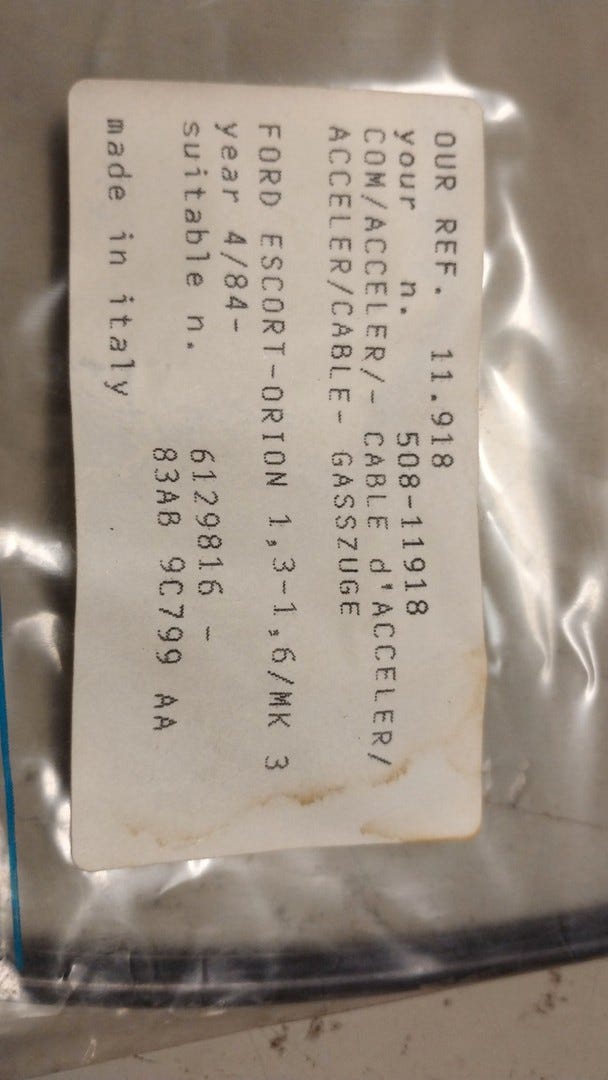 OUR REF. 11.918
your n. 508-11918
COM/ACCELER/- CABLE d'ACCELER/
ACCELER/CABLE- GASSZUGE
FORD ESCORT-ORION 1,3-1,6/MK 3
year 4/84-
suitable n. 6129816 -
83AB 9C799 AA
made in italy